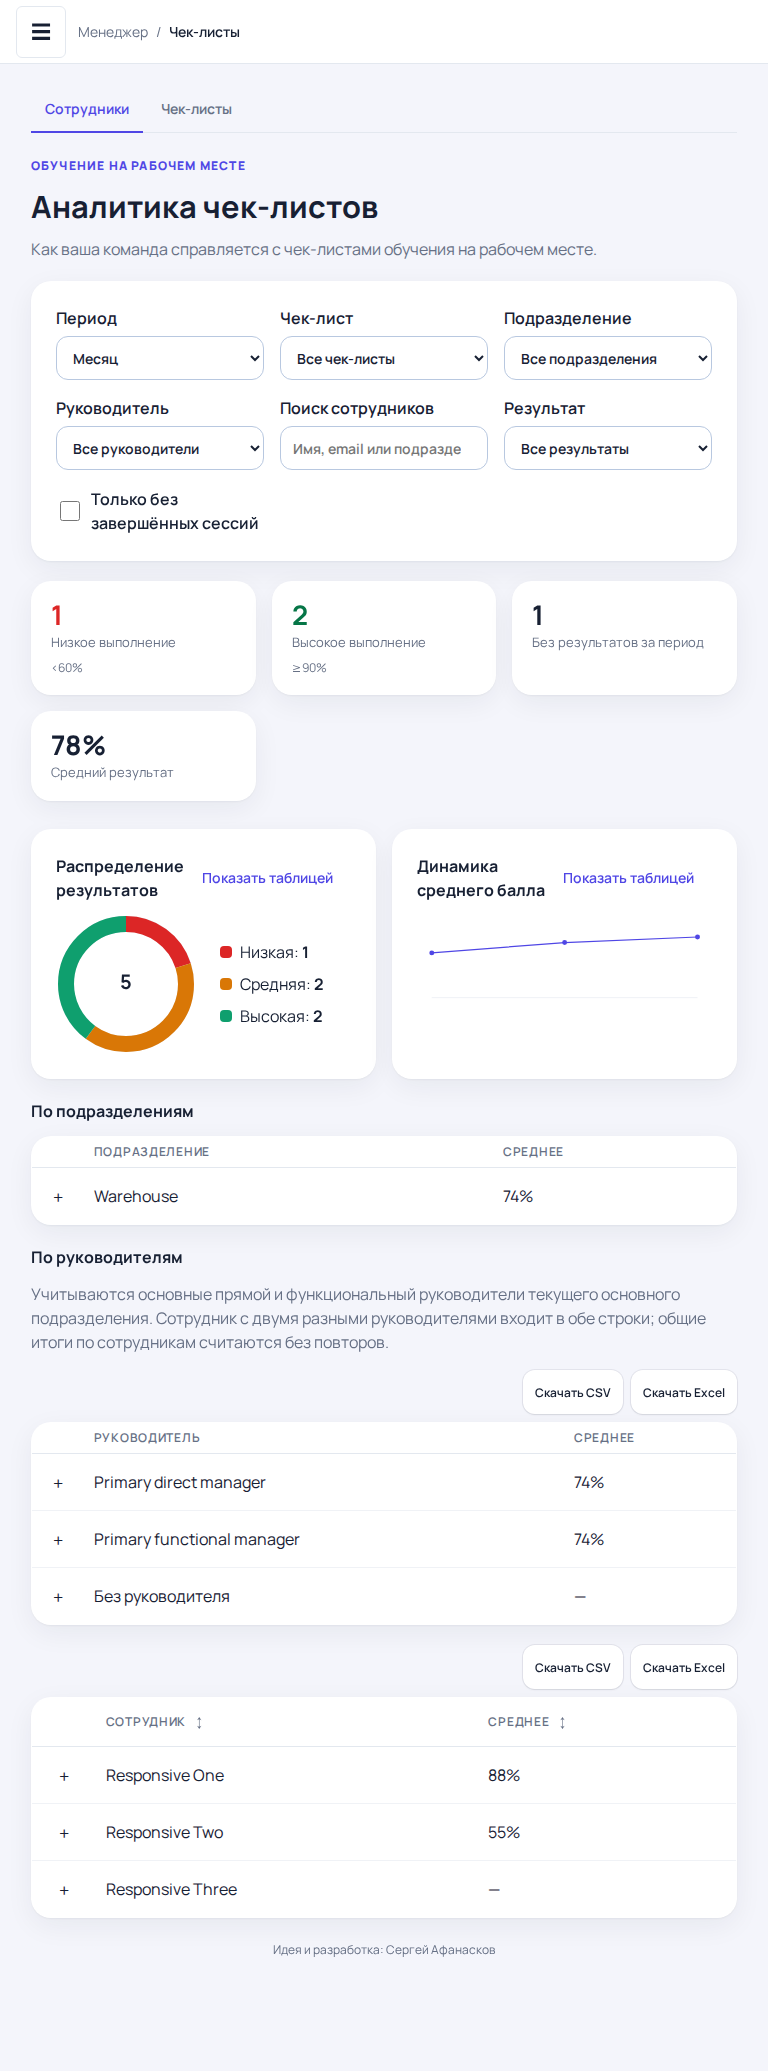 Менеджер / Чек-листы
Сотрудники Чек-листы
ОБУЧЕНИЕ НА РАБОЧЕМ МЕСТЕ
Аналитика чек-листов
Как ваша команда справляется с чек-листами обучения на рабочем месте.
Период Чек-лист Подразделение
Месяц Все чек-листы Все подразделения
Руководитель Поиск сотрудников Результат
Все руководители Имя, email или подразде Все результаты
Только без
завершённых сессий
1 2 1
Низкое выполнение Высокое выполнение Без результатов за период
<60% ≥90%
78%
Средний результат
Распределение
результатов
Показать таблицей
5
Низкая: 1
Средняя: 2
Высокая: 2
Динамика
среднего балла
Показать таблицей
По подразделениям
ПОДРАЗДЕЛЕНИЕ СРЕДНЕЕ
+ Warehouse 74%
По руководителям
Учитываются основные прямой и функциональный руководители текущего основного
подразделения. Сотрудник с двумя разными руководителями входит в обе строки; общие
итоги по сотрудникам считаются без повторов.
Скачать CSV Скачать Excel
РУКОВОДИТЕЛЬ СРЕДНЕЕ
+ Primary direct manager 74%
+ Primary functional manager 74%
+ Без руководителя —
Скачать CSV Скачать Excel
СОТРУДНИК ↕ СРЕДНЕЕ ↕
+ Responsive One 88%
+ Responsive Two 55%
+ Responsive Three —
Идея и разработка: Сергей Афанасков